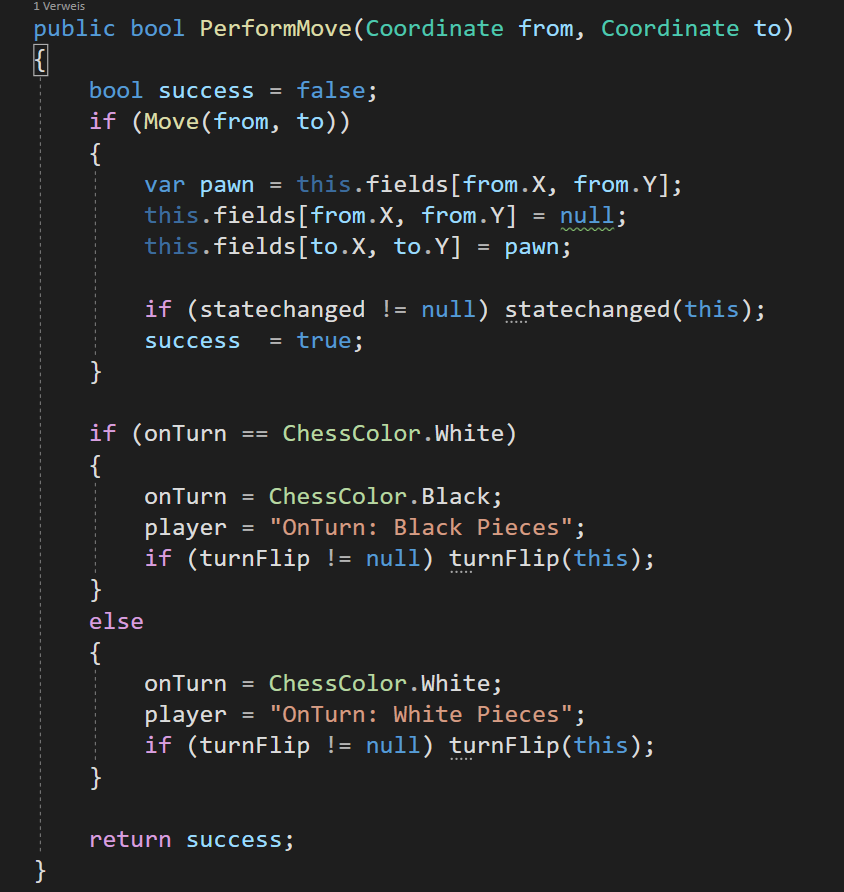 1 Verweis
public bool PerformMove(Coordinate from, Coordinate to)
{
    bool success = false;
    if (Move(from, to))
    {
        var pawn = this.fields[from.X, from.Y];
        this.fields[from.X, from.Y] = null;
        this.fields[to.X, to.Y] = pawn;

        if (statechanged != null) statechanged(this);
        success  = true;
    }

    if (onTurn == ChessColor.White)
    {
        onTurn = ChessColor.Black;
        player = "OnTurn: Black Pieces";
        if (turnFlip != null) turnFlip(this);
    }
    else
    {
        onTurn = ChessColor.White;
        player = "OnTurn: White Pieces";
        if (turnFlip != null) turnFlip(this);
    }

    return success;
}